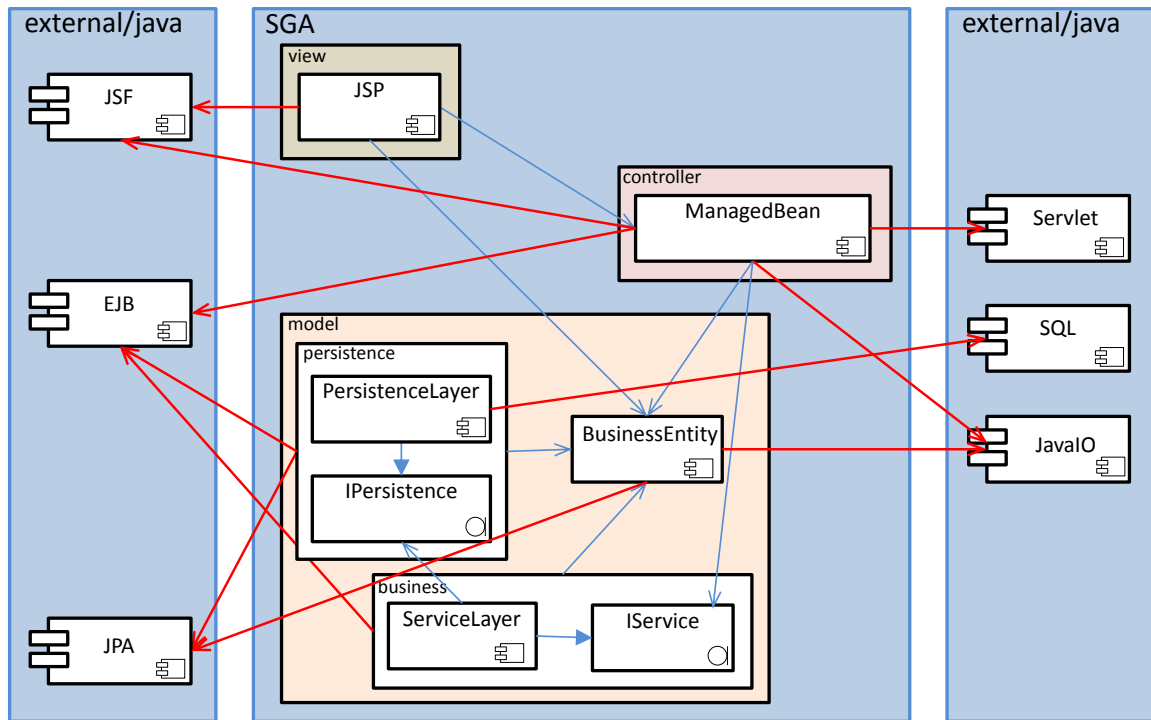 external/java
SGA
external/java
view
JSF
JSP
controller
ManagedBean
Servlet
EJB
SQL
model
persistence
PersistenceLayer
BusinessEntity
JavaIO
IPersistence
business
ServiceLayer
IService
JPA